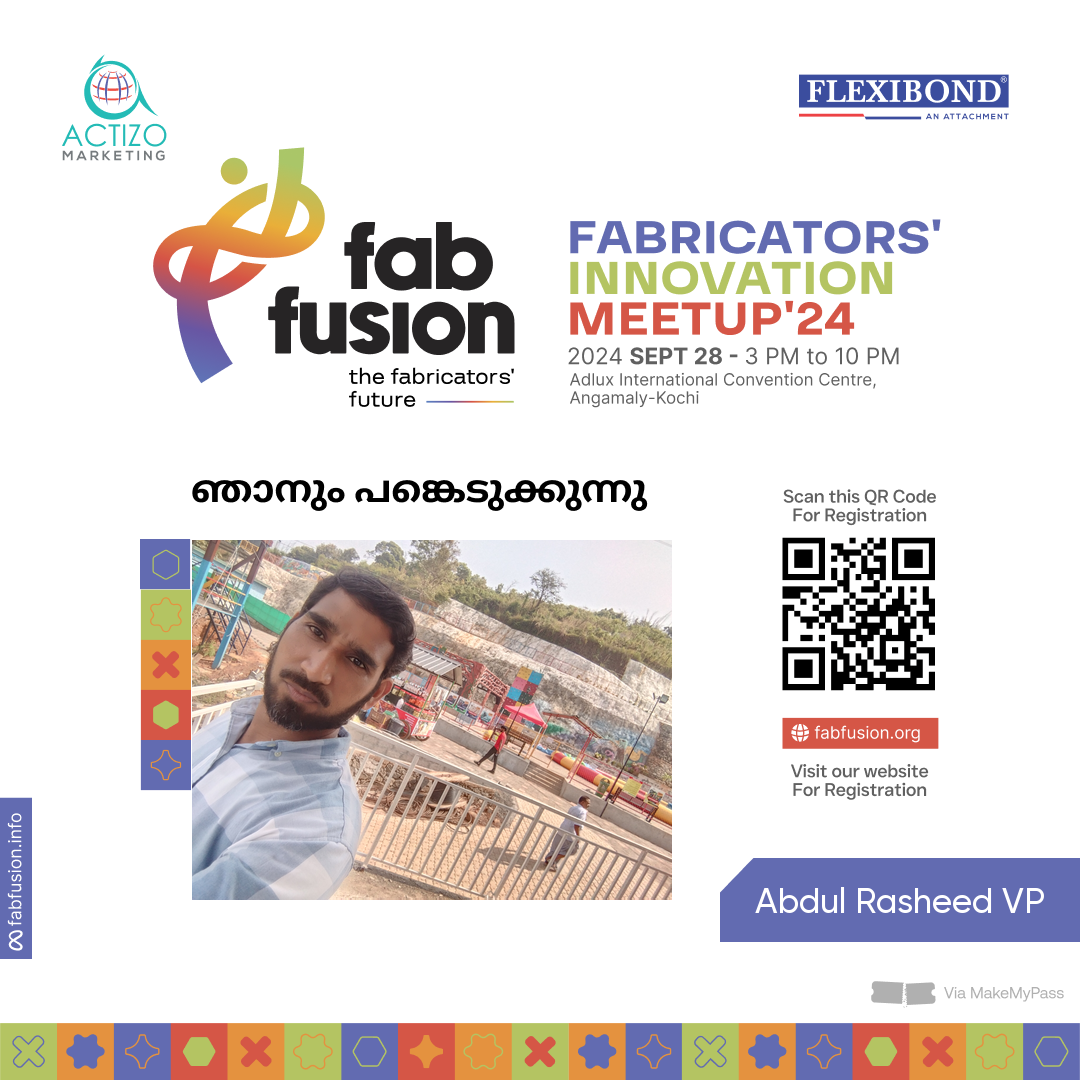 ACTIZO
MARKETING
FLEXIBOND®
AN ATTACHMENT
fab
fusion
the fabricators'
future
FABRICATORS'
INNOVATION
MEETUP'24
2024 SEPT 28 - 3 PM to 10 PM
Adlux International Convention Centre,
Angamaly-Kochi
ഞാനും പങ്കെടുക്കുന്നു
Scan this QR Code
For Registration
fabfusion.org
Visit our website
For Registration
fabfusion.info
Abdul Rasheed VP
Via MakeMyPass